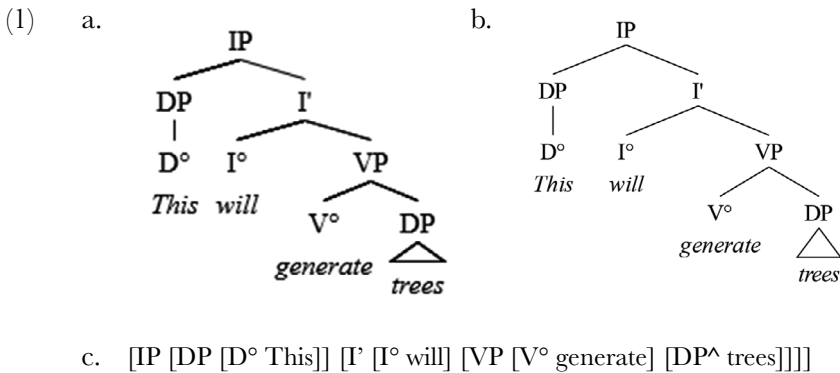 (1) a. b.
IP IP
DP I' DP I'
D° I° VP D° I° VP
This will This will
V° DP V° DP
generate trees generate trees
c. [IP [DP [D° This]] [I’ [I° will] [VP [V° generate] [DP^ trees]]]]